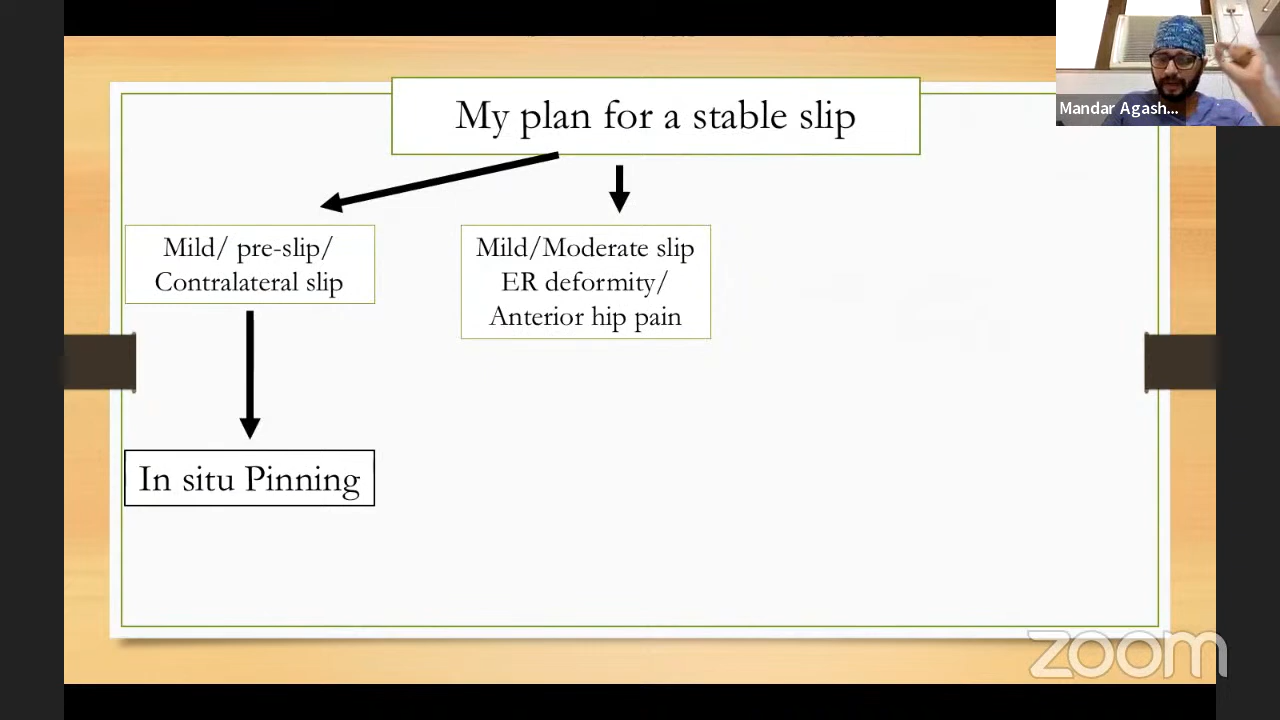 My plan for a stable slip
Mandar Agash...
Mild/ pre-slip/
Contralateral slip
Mild/Moderate slip
ER deformity/
Anterior hip pain
In situ Pinning
zoom